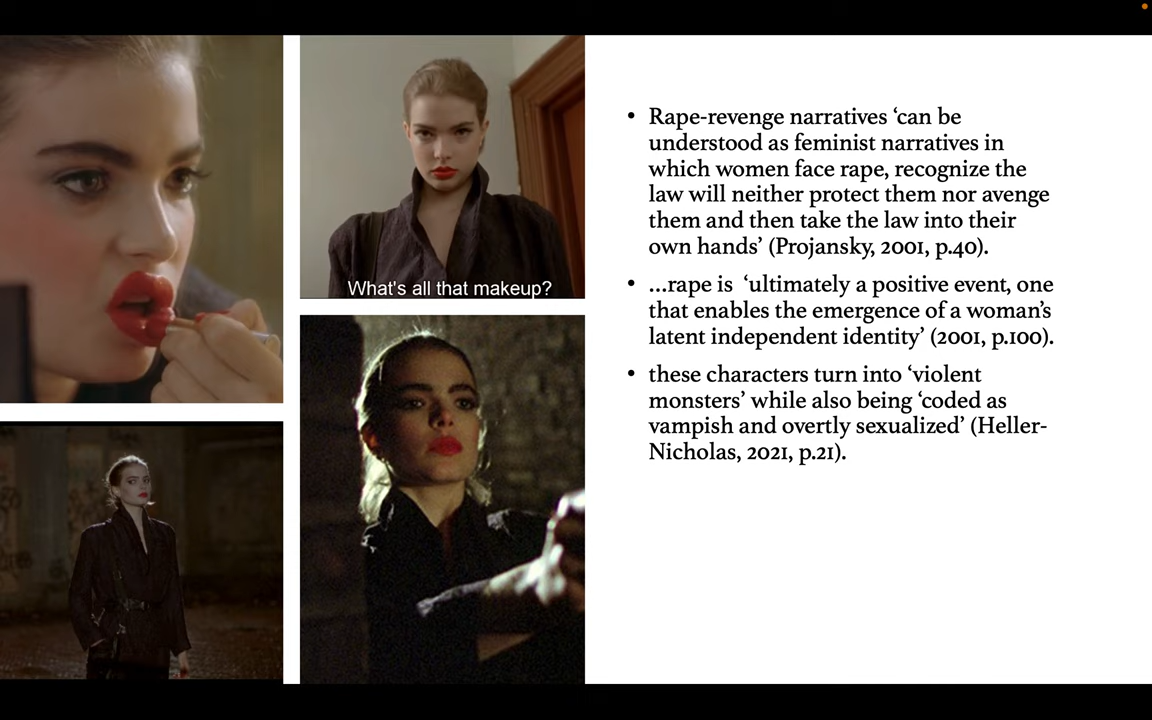 What's all that makeup?
• Rape-revenge narratives ‘can be
understood as feminist narratives in
which women face rape, recognize the
law will neither protect them nor avenge
them and then take the law into their
own hands’ (Projansky, 2001, p.40).
• ...rape is ‘ultimately a positive event, one
that enables the emergence of a woman’s
latent independent identity’ (2001, p.100).
• these characters turn into ‘violent
monsters’ while also being ‘coded as
vampish and overtly sexualized’ (Heller-
Nicholas, 2021, p.21).